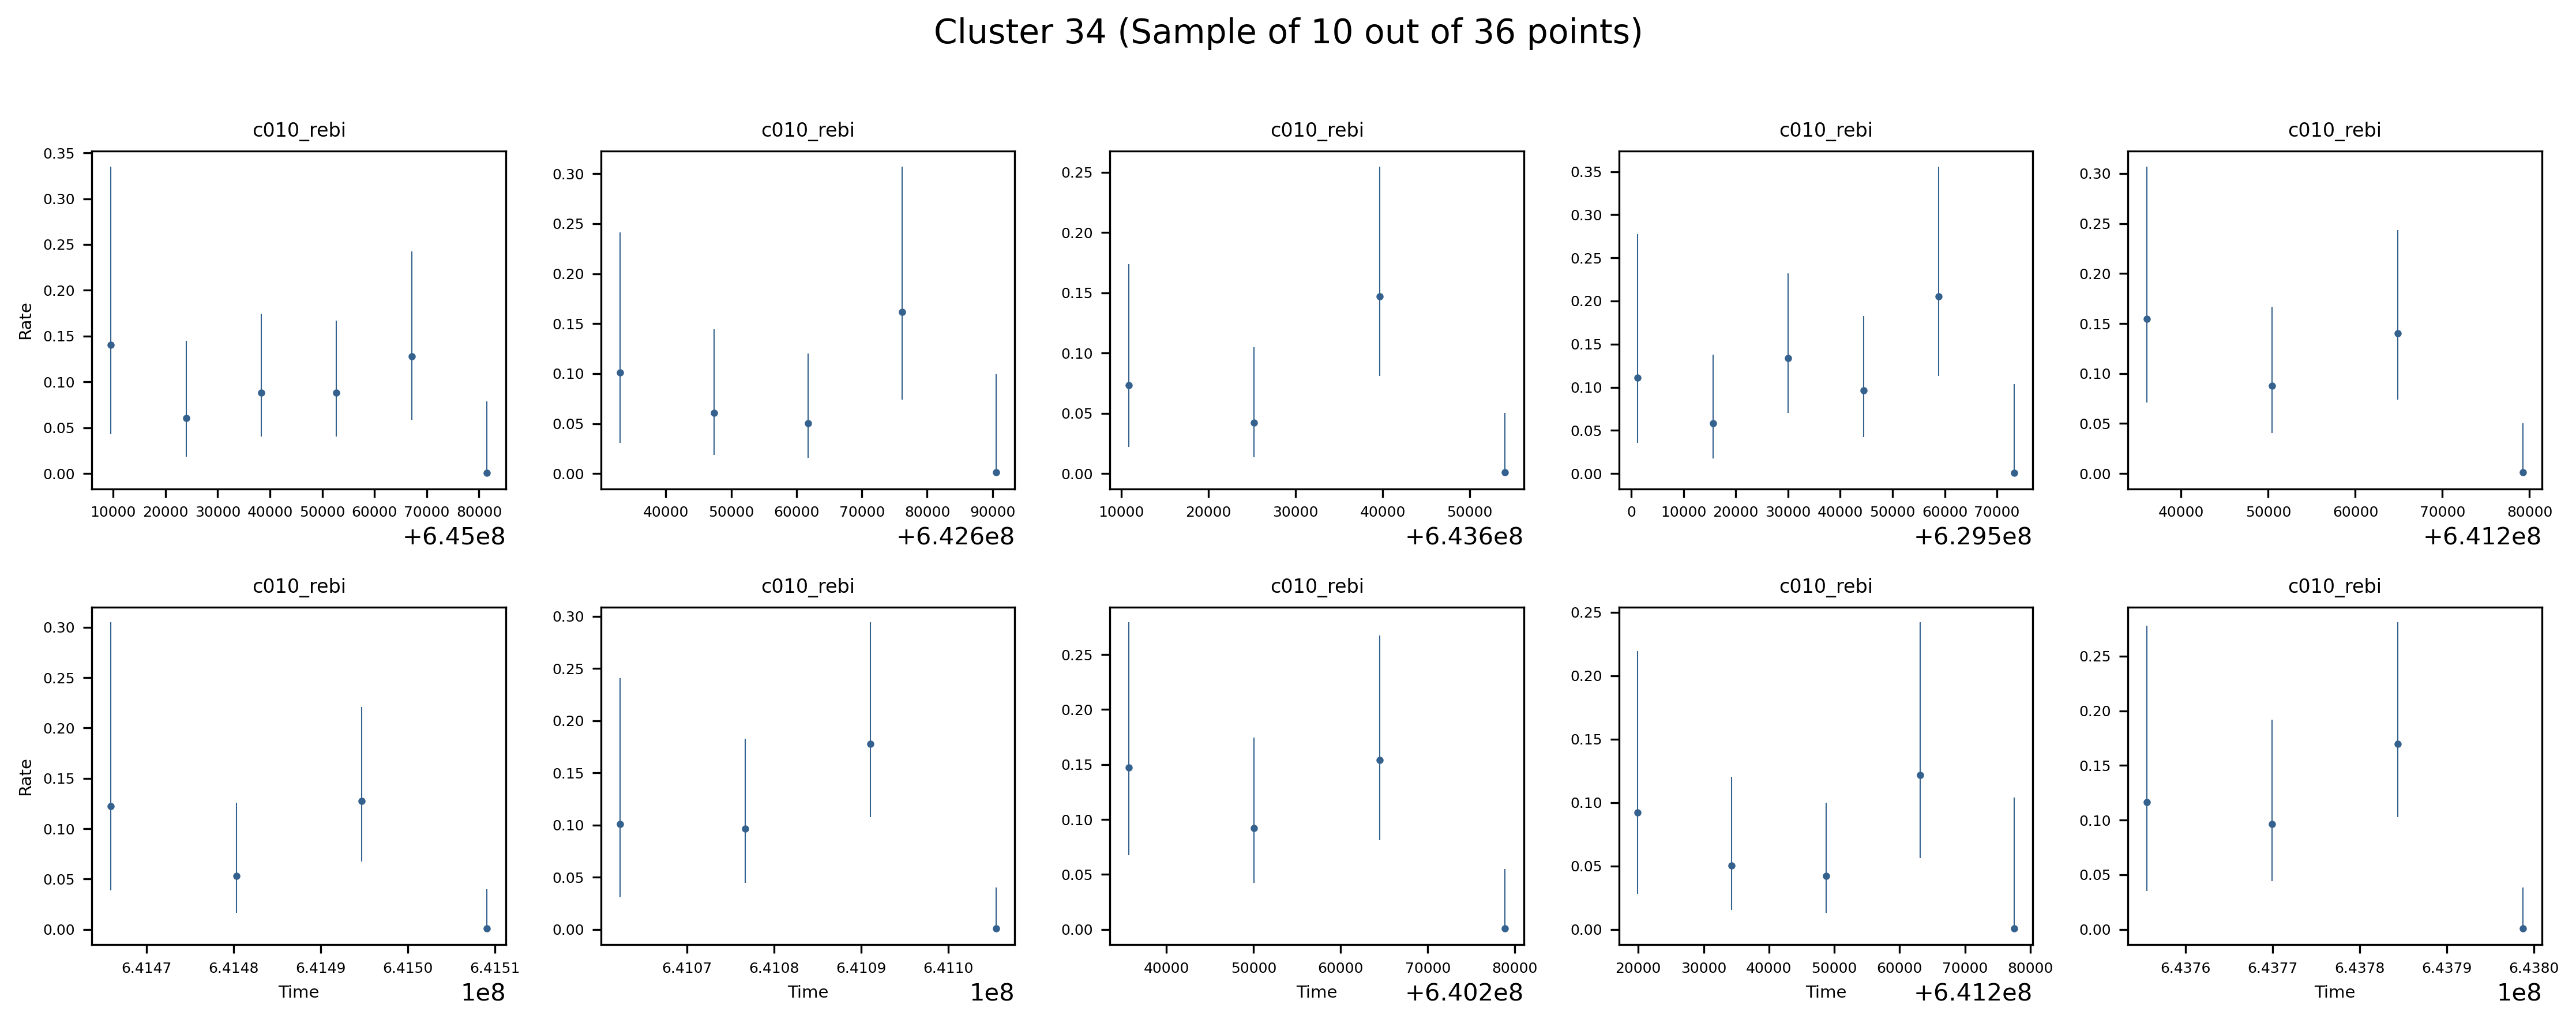 Cluster 34 (Sample of 10 out of 36 points)
c010_rebi c010_rebi c010_rebi c010_rebi c010_rebi
Rate
0.35
0.30
0.25
0.20
0.15
0.10
0.05
0.00
10000 20000 30000 40000 50000 60000 70000 80000
+6.45e8
0.30
0.25
0.20
0.15
0.10
0.05
0.00
40000 50000 60000 70000 80000 90000
+6.426e8
0.25
0.20
0.15
0.10
0.05
0.00
10000 20000 30000 40000 50000
+6.436e8
0.35
0.30
0.25
0.20
0.15
0.10
0.05
0.00
0 10000 20000 30000 40000 50000 60000 70000
+6.295e8
0.30
0.25
0.20
0.15
0.10
0.05
0.00
40000 50000 60000 70000 80000
+6.412e8
c010_rebi c010_rebi c010_rebi c010_rebi c010_rebi
Rate
0.30
0.25
0.20
0.15
0.10
0.05
0.00
6.4147 6.4148 6.4149 6.4150 6.4151
Time 1e8
0.30
0.25
0.20
0.15
0.10
0.05
0.00
6.4107 6.4108 6.4109 6.4110
Time 1e8
0.25
0.20
0.15
0.10
0.05
0.00
40000 50000 60000 70000 80000
Time +6.402e8
0.25
0.20
0.15
0.10
0.05
0.00
20000 30000 40000 50000 60000 70000 80000
Time +6.412e8
0.25
0.20
0.15
0.10
0.05
0.00
6.4376 6.4377 6.4378 6.4379 6.4380
Time 1e8